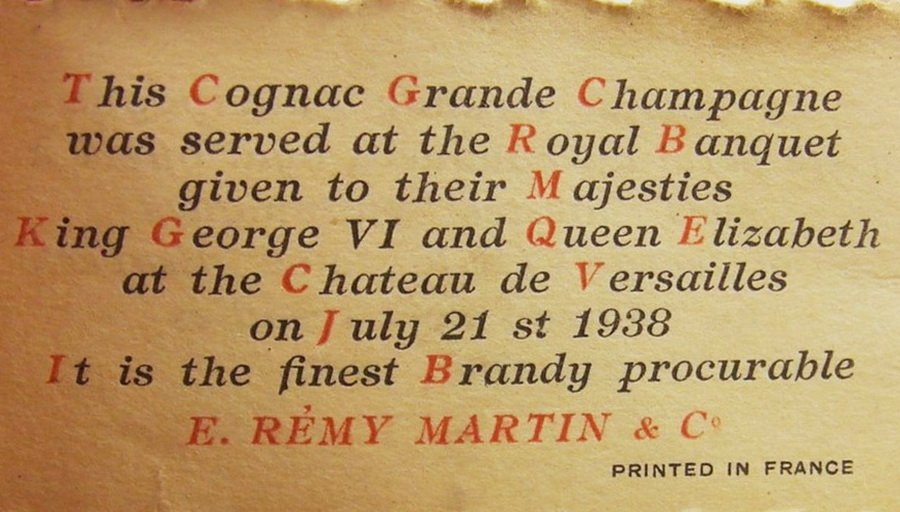 This Cognac Grande Champagne
was served at the Royal Banquet
given to their Majesties
King George VI and Queen Elizabeth
at the Chateau de Versailles
on July 21 st 1938
It is the finest Brandy procurable
E. RÉMY MARTIN & Cº
PRINTED IN FRANCE